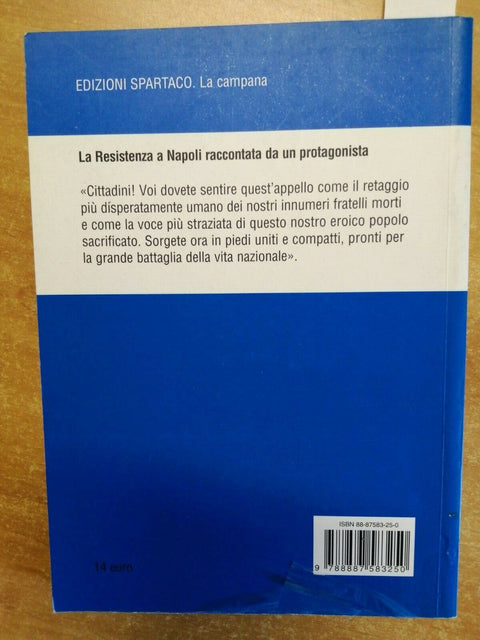 EDIZIONI SPARTACO. La campana
La Resistenza a Napoli raccontata da un protagonista
«Cittadini! Voi dovete sentire quest'appello come il retaggio
più disperatamente umano dei nostri innumeri fratelli morti
e come la voce più straziata di questo nostro eroico popolo
sacrificato. Sorgete ora in piedi uniti e compatti, pronti per
la grande battaglia della vita nazionale».
ISBN 88-87583-25-0
9 788887 583250
14 euro